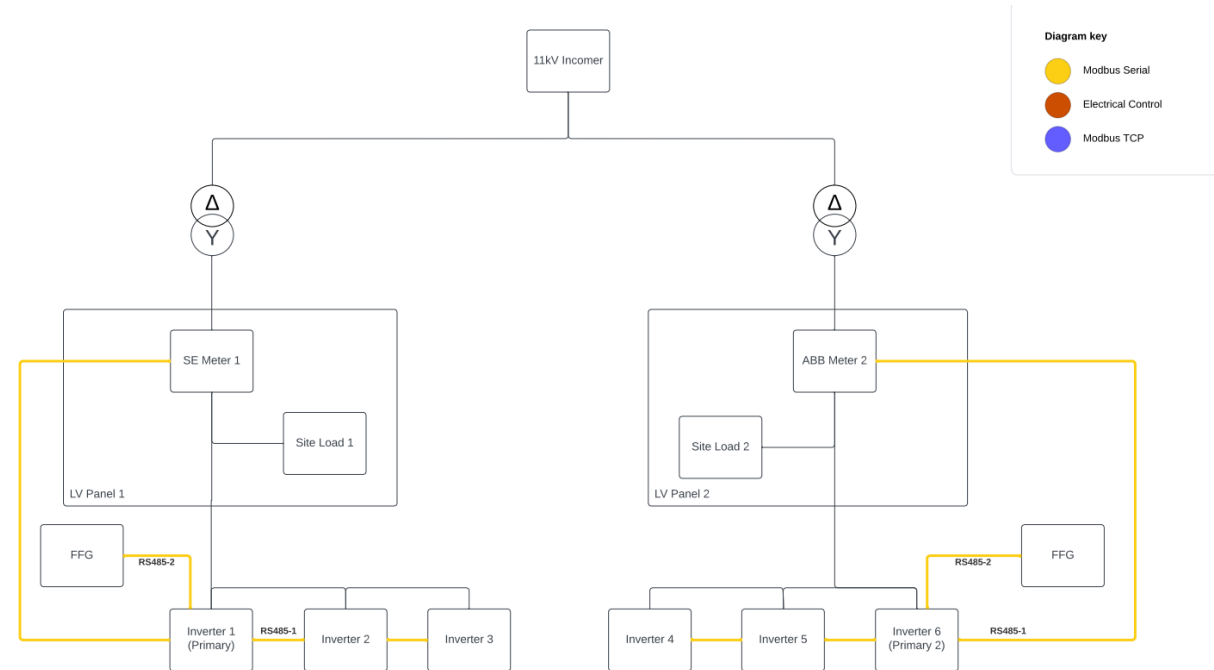 11kV Incomer
Diagram key
Modbus Serial
Electrical Control
Modbus TCP
Δ
Y
Δ
Y
SE Meter 1
Site Load 1
LV Panel 1
ABB Meter 2
Site Load 2
LV Panel 2
FFG
RS485-2
Inverter 1
(Primary)
RS485-1
Inverter 2
Inverter 3
Inverter 4
Inverter 5
Inverter 6
(Primary 2)
RS485-2
FFG
RS485-1